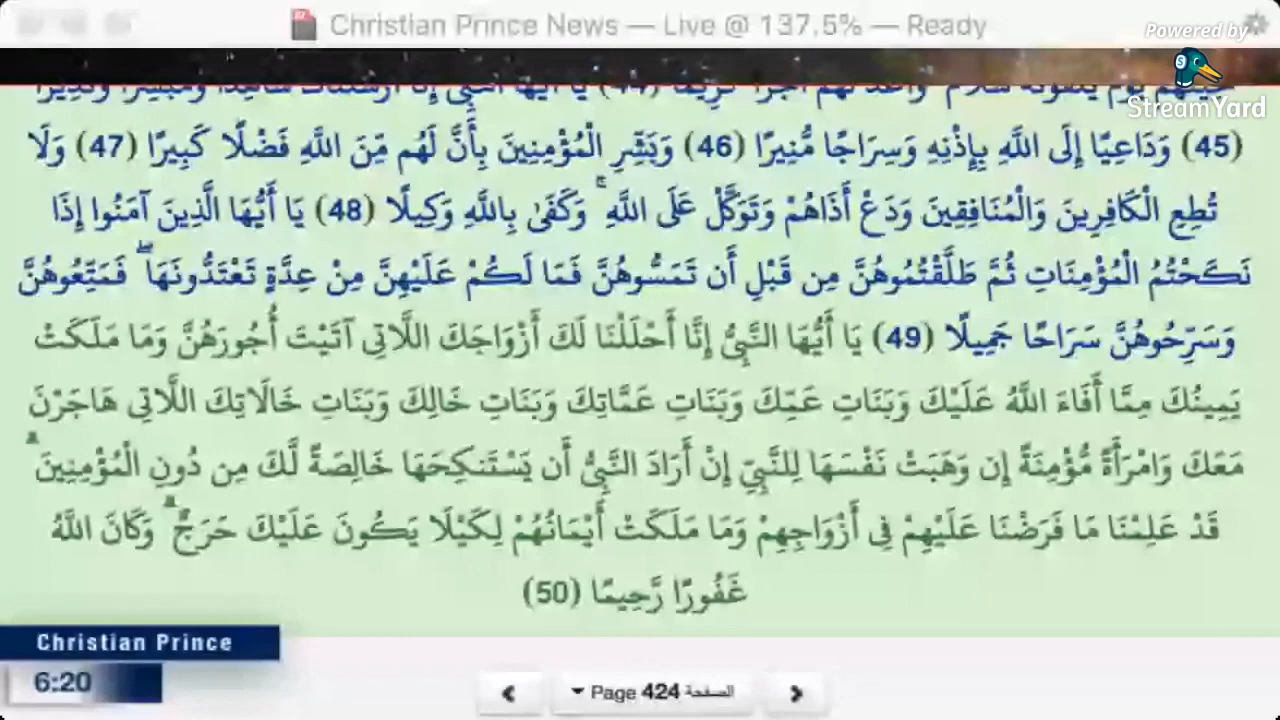 Christian Prince News — Live @ 137.5% — Ready
Powered by
StreamYard
(44) يَا أَيُّهَا النَّبِيُّ إِنَّا
(45) وَدَاعِيًا إِلَى اللَّهِ بِإِذْنِهِ وَسِرَاجًا مُّنِيرًا (46) وَبَشِّرِ الْمُؤْمِنِينَ بِأَنَّ لَهُم مِّنَ اللَّهِ فَضْلًا كَبِيرًا (47) وَلَا
تُطِعِ الْكَافِرِينَ وَالْمُنَافِقِينَ وَدَعْ أَذَاهُمْ وَتَوَكَّلْ عَلَى اللَّهِ ۚ وَكَفَىٰ بِاللَّهِ وَكِيلًا (48) يَا أَيُّهَا الَّذِينَ آمَنُوا إِذَا
نَكَحْتُمُ الْمُؤْمِنَاتِ ثُمَّ طَلَّقْتُمُوهُنَّ مِن قَبْلِ أَن تَمَسُّوهُنَّ فَمَا لَكُمْ عَلَيْهِنَّ مِنْ عِدَّةٍ تَعْتَدُّونَهَا ۖ فَمَتِّعُوهُنَّ
وَسَرِّحُوهُنَّ سَرَاحًا جَمِيلًا (49) يَا أَيُّهَا النَّبِيُّ إِنَّا أَحْلَلْنَا لَكَ أَزْوَاجَكَ اللَّاتِي آتَيْتَ أُجُورَهُنَّ وَمَا مَلَكَتْ
يَمِينُكَ مِمَّا أَفَاءَ اللَّهُ عَلَيْكَ وَبَنَاتِ عَمِّكَ وَبَنَاتِ عَمَّاتِكَ وَبَنَاتِ خَالِكَ وَبَنَاتِ خَالَاتِكَ اللَّاتِي هَاجَرْنَ
مَعَكَ وَامْرَأَةً مُّؤْمِنَةً إِن وَهَبَتْ نَفْسَهَا لِلنَّبِيِّ إِنْ أَرَادَ النَّبِيُّ أَن يَسْتَنكِحَهَا خَالِصَةً لَّكَ مِن دُونِ الْمُؤْمِنِينَ ۗ
قَدْ عَلِمْنَا مَا فَرَضْنَا عَلَيْهِمْ فِي أَزْوَاجِهِمْ وَمَا مَلَكَتْ أَيْمَانُهُمْ لِكَيْلَا يَكُونَ عَلَيْكَ حَرَجٌ ۗ وَكَانَ اللَّهُ
غَفُورًا رَّحِيمًا (50)
Christian Prince
6:20
Page 424 الصفحة